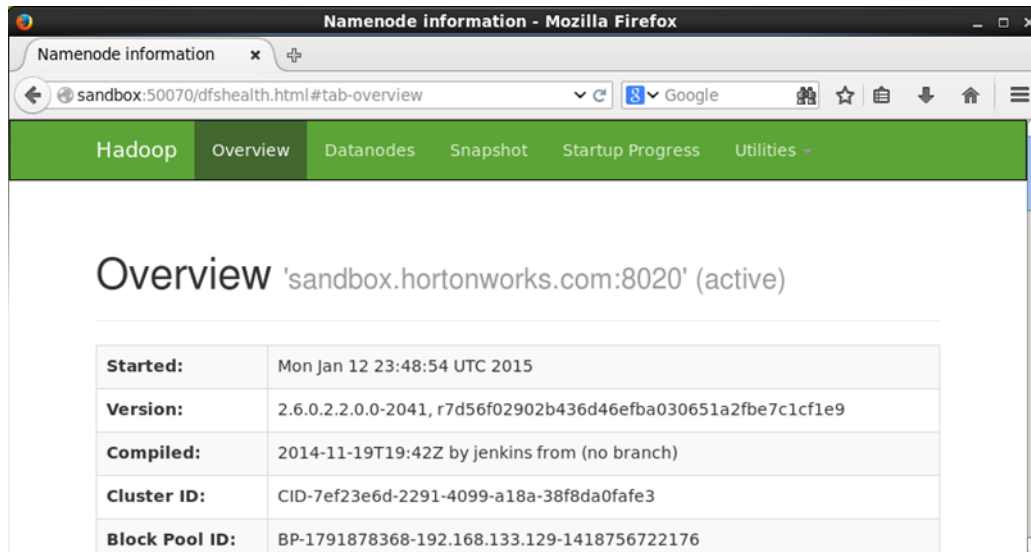 Namenode information - Mozilla Firefox
Namenode information
sandbox:50070/dfshealth.html#tab-overview
Google
Hadoop Overview Datanodes Snapshot Startup Progress Utilities
Overview 'sandbox.hortonworks.com:8020' (active)
Started: Mon Jan 12 23:48:54 UTC 2015
Version: 2.6.0.2.2.0.0-2041, r7d56f02902b436d46efba030651a2fbe7c1cf1e9
Compiled: 2014-11-19T19:42Z by jenkins from (no branch)
Cluster ID: CID-7ef23e6d-2291-4099-a18a-38f8da0fafe3
Block Pool ID: BP-1791878368-192.168.133.129-1418756722176